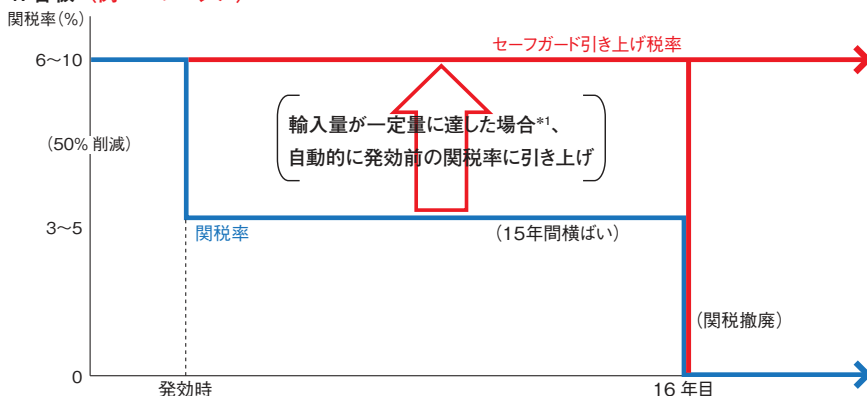 関税率(%)
6〜10
セーフガード引き上げ税率
輸入量が一定量に達した場合*1、
自動的に発効前の関税率に引き上げ
(50% 削減)
3〜5
関税率
(15年間横ばい)
(関税撤廃)
0
発効時
16 年目